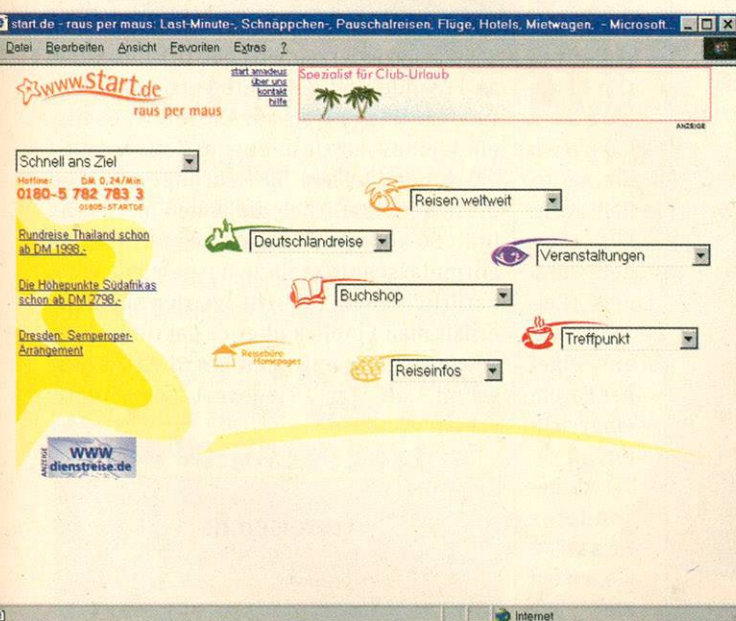 start.de - raus per maus: Last-Minute-, Schnäppchen-, Pauschalreisen, Flüge, Hotels, Mietwagen, - Microsoft...
Datei Bearbeiten Ansicht Favoriten Extras ?
www.start.de
raus per maus
start amadeus
über uns
kontakt
hilfe
Spezialist für Club-Urlaub
ANZEIGE
Schnell ans Ziel
Hotline: DM 0,24/Min.
0180-5 782 783 3
01805-STARTDE
Rundreise Thailand schon
ab DM 1998,-
Die Höhepunkte Südafrikas
schon ab DM 2798,-
Dresden: Semperoper-
Arrangement
Reisen weltweit
Deutschlandreise
Veranstaltungen
Buchshop
Treffpunkt
Reisebüro
Homepages
Reiseinfos
ANZEIGE
WWW
dienstreise.de
Internet